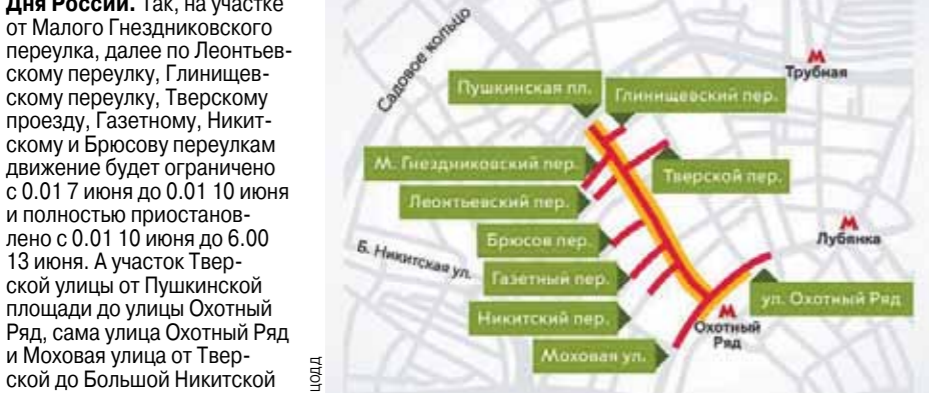 Дня России. Так, на участке
от Малого Гнездниковского
переулка, далее по Леонтьев-
скому переулку, Глинищев-
скому переулку, Тверскому
проезду, Газетному, Никит-
скому и Брюсову переулкам
движение будет ограничено
с 0.01 7 июня до 0.01 10 июня
и полностью приостанов-
лено с 0.01 10 июня до 6.00
13 июня. А участок Твер-
ской улицы от Пушкинской
площади до улицы Охотный
Ряд, сама улица Охотный Ряд
и Моховая улица от Твер-
ской до Большой Никитской
ЦОДД
Садовое кольцо
М
Трубная
Пушкинская пл.
Глинищевский пер.
М. Гнездниковский пер.
Тверской пер.
Леонтьевский пер.
Брюсов пер.
М
Лубянка
Б. Никитская ул.
Газетный пер.
ул. Охотный Ряд
Никитский пер.
М
Охотный
Ряд
Моховая ул.